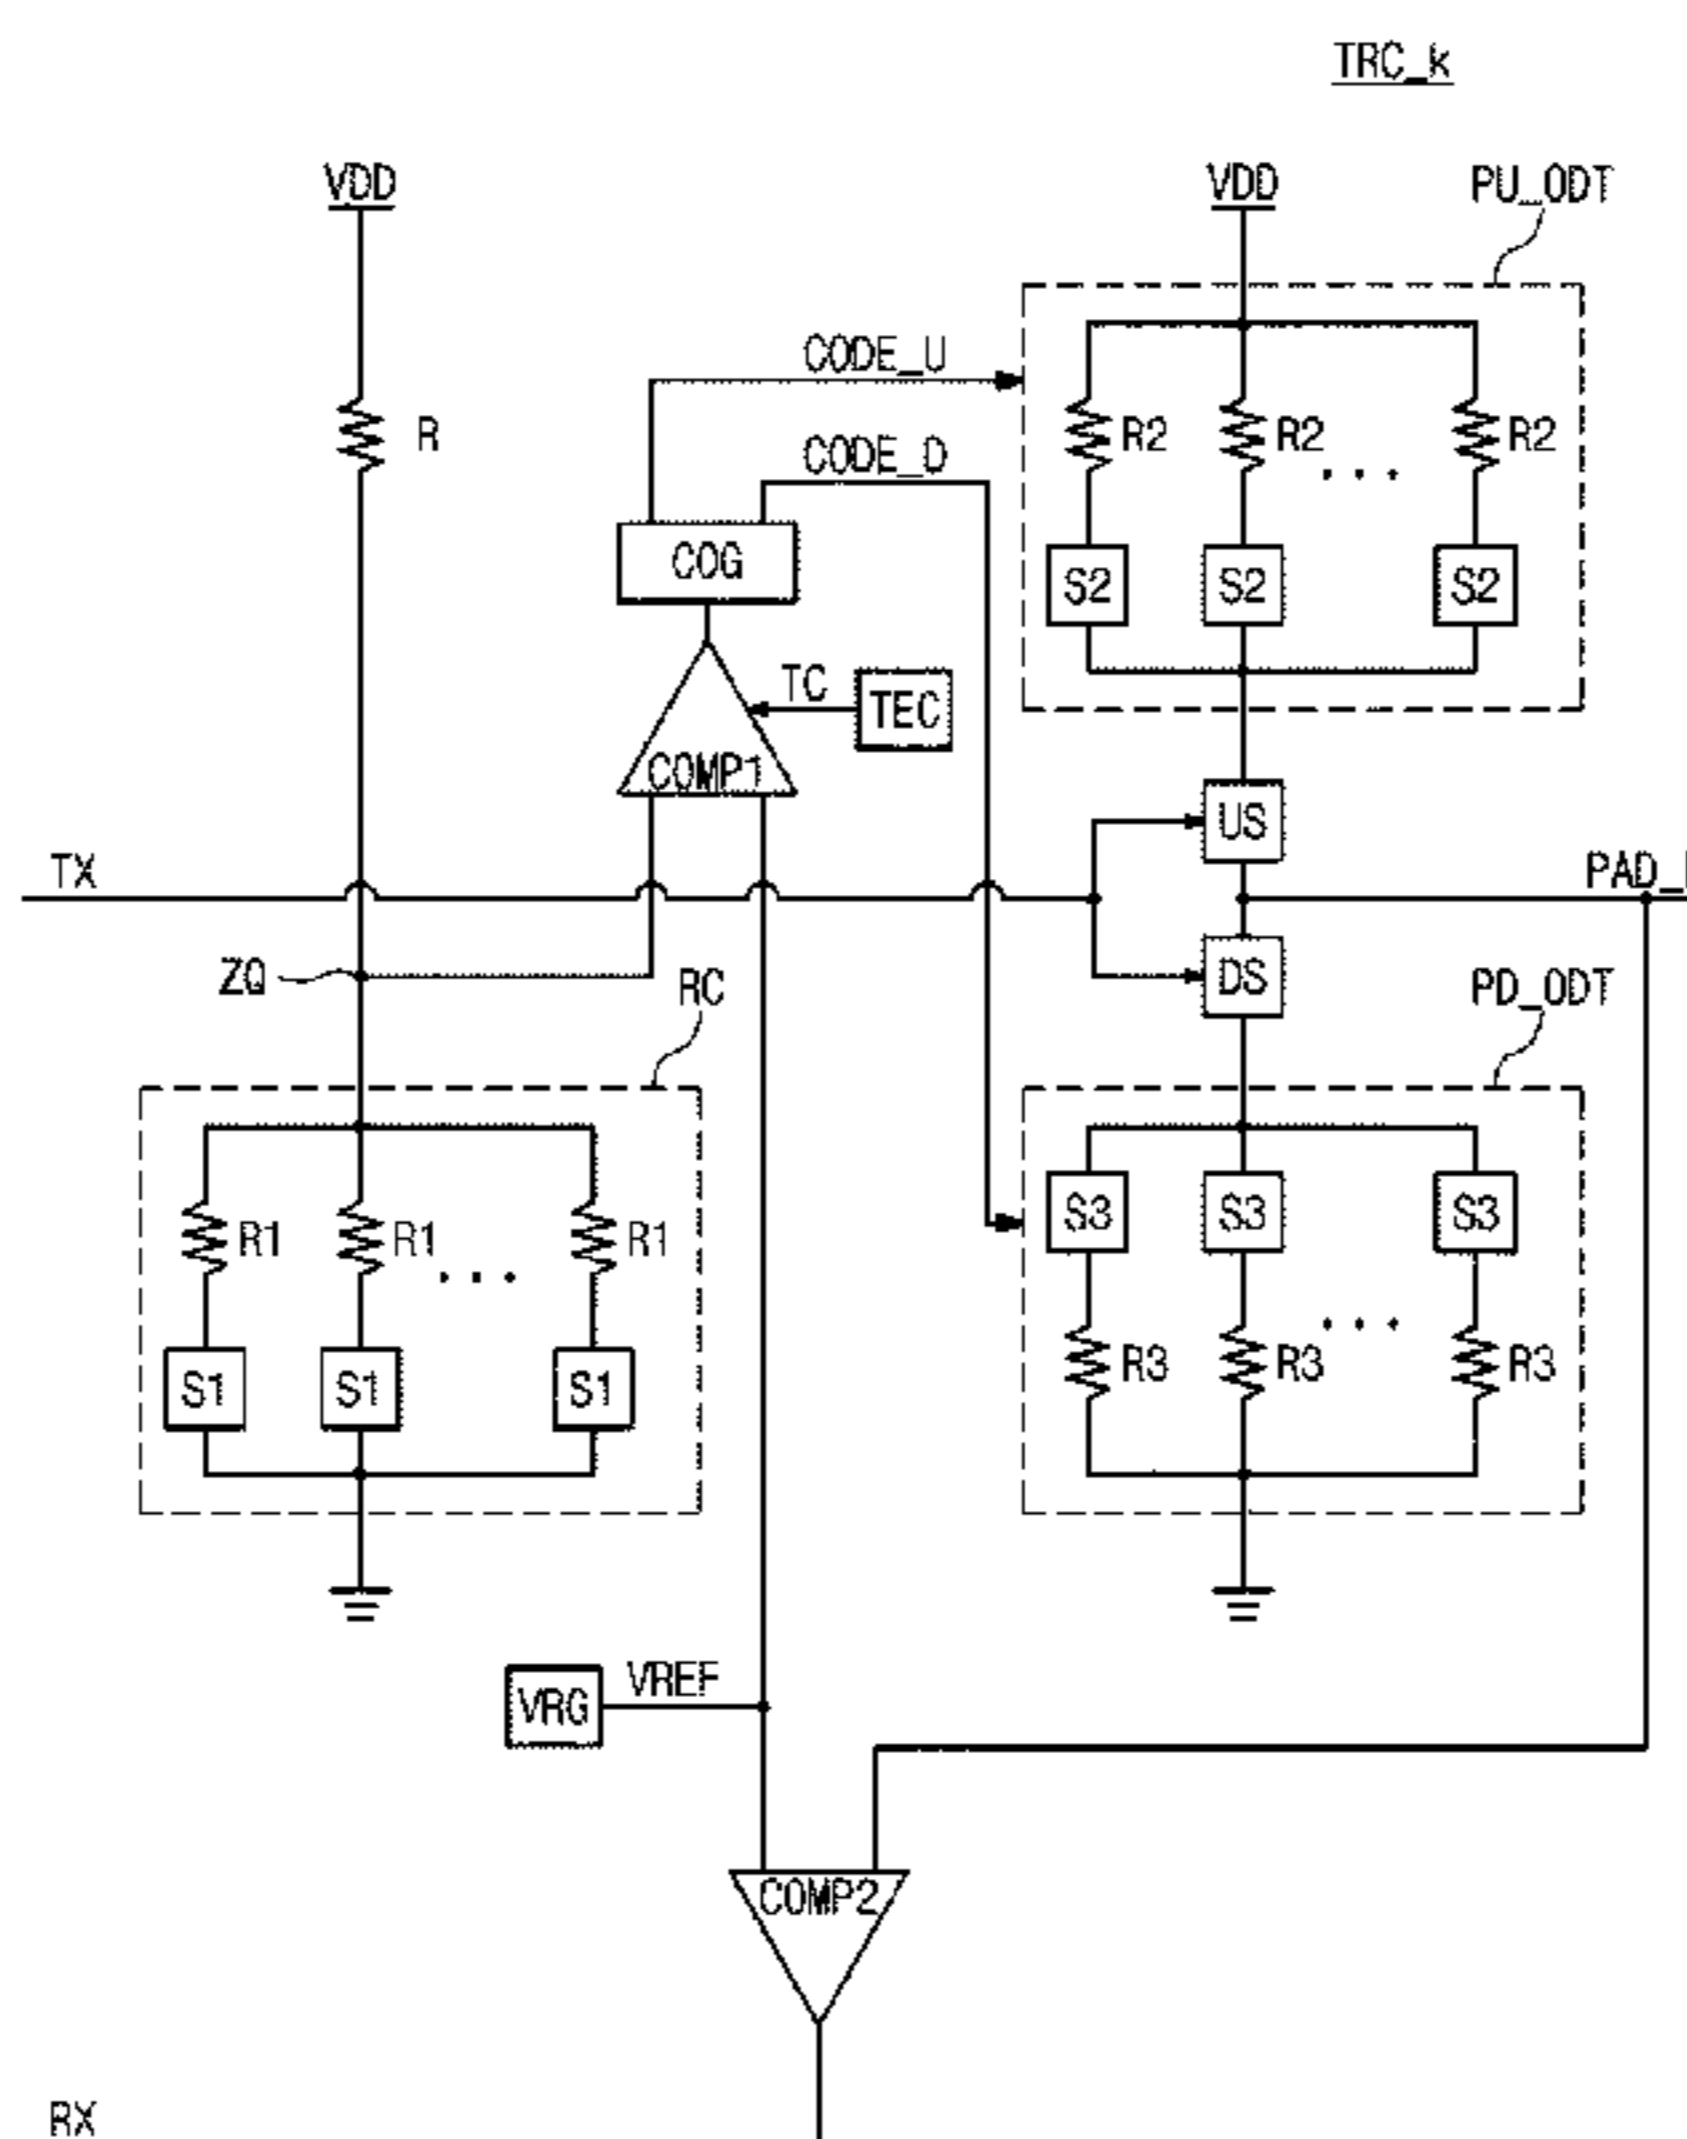 TRC_k
VDD
VDD
PU_ODT
CODE_U
R
R2
R2
R2
CODE_D
COG
S2
S2
S2
TC
TEC
COMP1
US
TX
PAD_
ZQ
RC
DS
PD_ODT
R1
R1
R1
S3
S3
S3
S1
S1
S1
R3
R3
R3
VRG
VREF
COMP2
RX